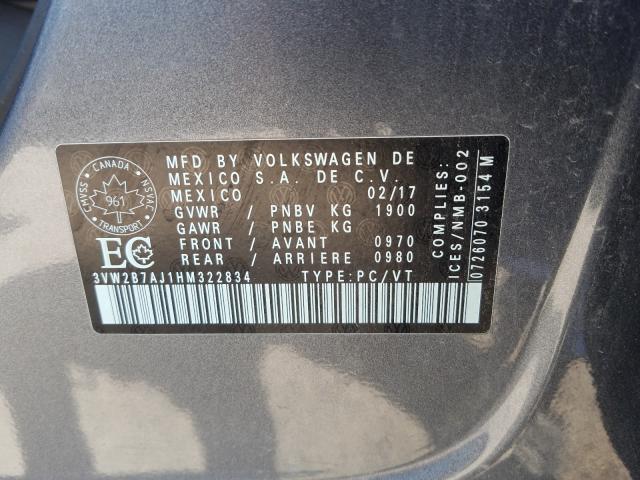 CANADA
CMVSS
NSVAC
961
TRANSPORT
EC
MFD BY VOLKSWAGEN DE
MEXICO S.A. DE C.V.
MEXICO 02/17
GVWR / PNBV KG 1900
GAWR / PNBE KG
FRONT / AVANT 0970
REAR / ARRIERE 0980
3VW2B7AJ1HM322834 TYPE:PC/VT
COMPLIES:
ICES/NMB-002
0726070 3154 M